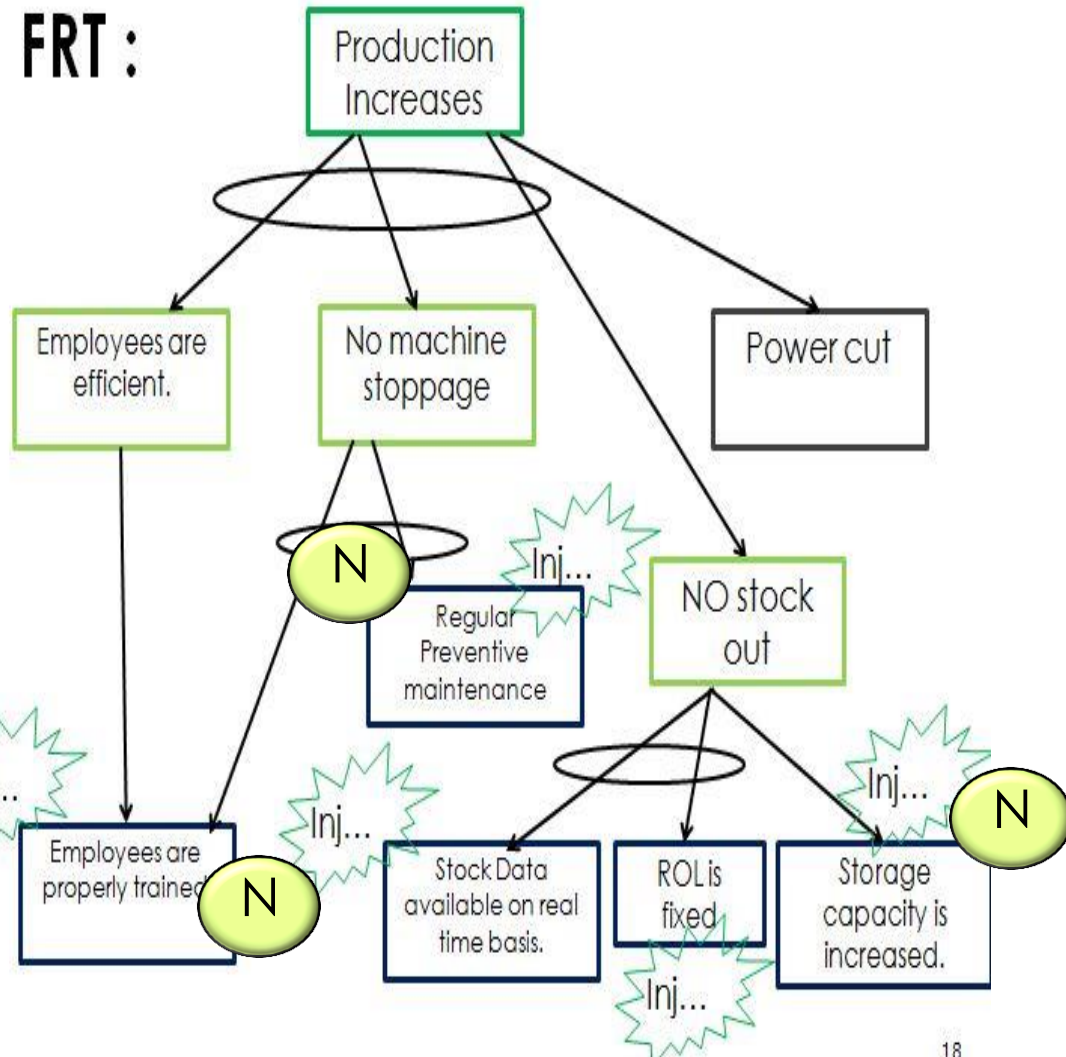 FRT :
Production
Increases
Employees are
efficient.
No machine
stoppage
Power cut
N
Inj...
Regular
Preventive
maintenance
NO stock
out
...
Inj...
Inj...
N
Employees are
properly trained
N
Stock Data
available on real
time basis.
ROL is
fixed
Storage
capacity is
increased.
Inj...
18